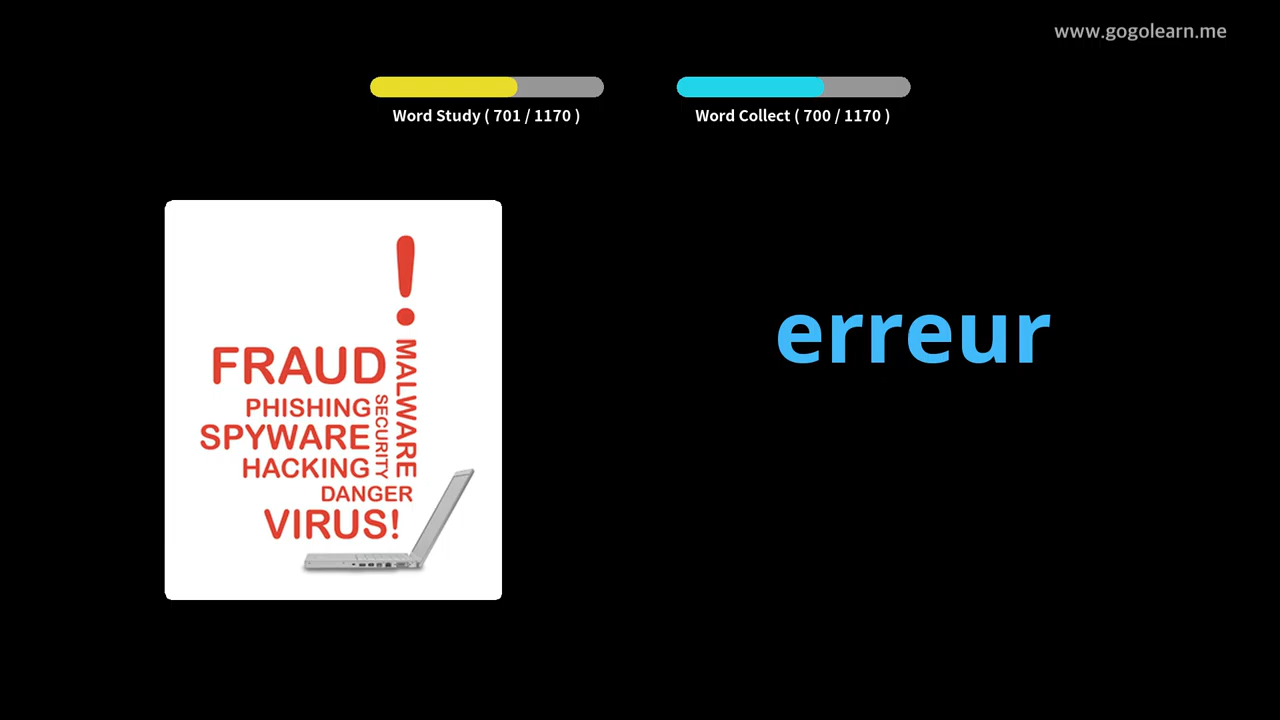 www.gogolearn.me
Word Study ( 701 / 1170 )
Word Collect ( 700 / 1170 )
!
FRAUD
MALWARE
PHISHING
SECURITY
SPYWARE
HACKING
DANGER
VIRUS!
erreur